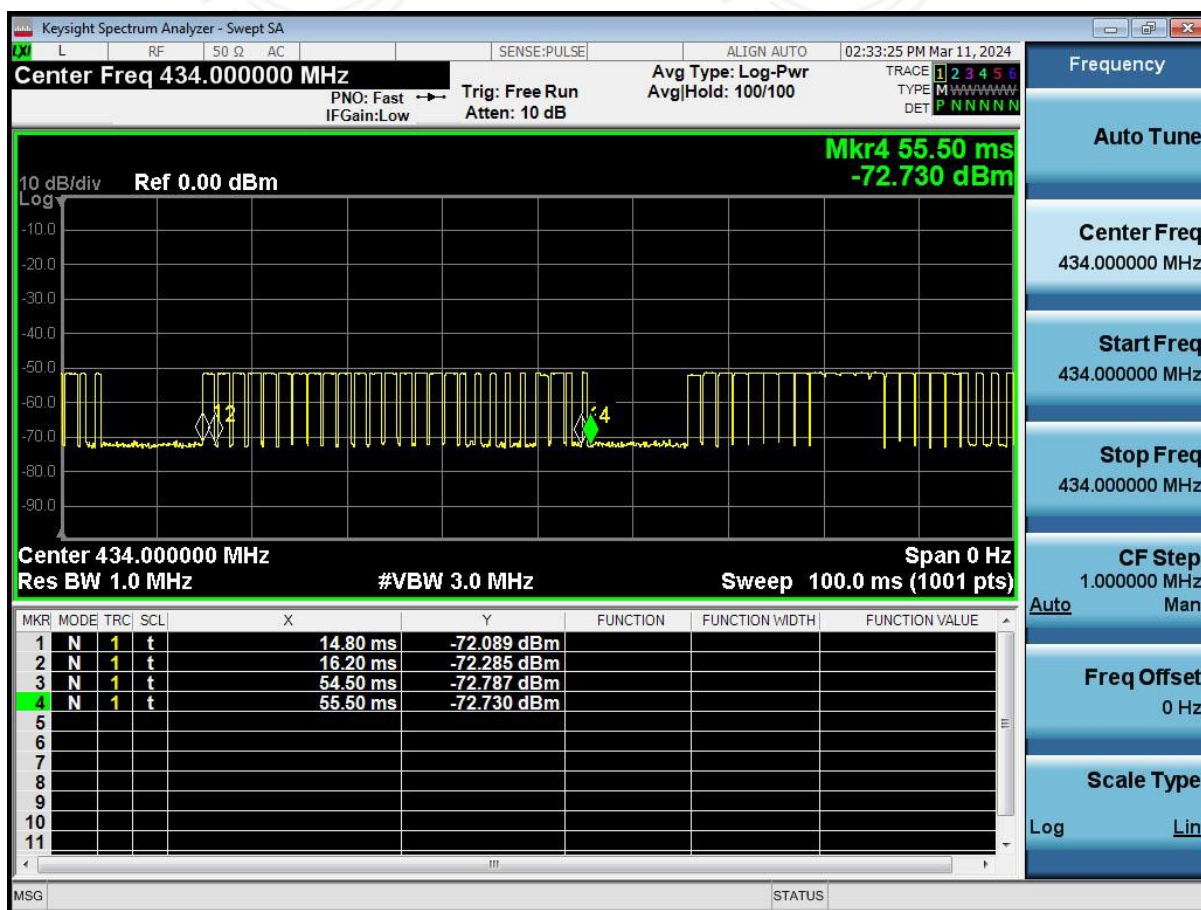 Keysight Spectrum Analyzer - Swept SA
LXI L RF 50 Ω AC SENSE:PULSE ALIGN AUTO 02:33:25 PM Mar 11, 2024
Center Freq 434.000000 MHz
PNO: Fast
IFGain:Low
Trig: Free Run
Atten: 10 dB
Avg Type: Log-Pwr
Avg|Hold: 100/100
TRACE 1 2 3 4 5 6
TYPE M WWWWW
DET P N N N N N
Mkr4 55.50 ms
-72.730 dBm
10 dB/div Ref 0.00 dBm
Log
-10.0
-20.0
-30.0
-40.0
-50.0
-60.0
-70.0
-80.0
-90.0
12
4
Center 434.000000 MHz Span 0 Hz
Res BW 1.0 MHz #VBW 3.0 MHz Sweep 100.0 ms (1001 pts)
MKR MODE TRC SCL X Y FUNCTION FUNCTION WIDTH FUNCTION VALUE
1 N 1 t 14.80 ms -72.089 dBm
2 N 1 t 16.20 ms -72.285 dBm
3 N 1 t 54.50 ms -72.787 dBm
4 N 1 t 55.50 ms -72.730 dBm
5
6
7
8
9
10
11
MSG STATUS
Frequency
Auto Tune
Center Freq
434.000000 MHz
Start Freq
434.000000 MHz
Stop Freq
434.000000 MHz
CF Step
1.000000 MHz
Auto Man
Freq Offset
0 Hz
Scale Type
Log Lin